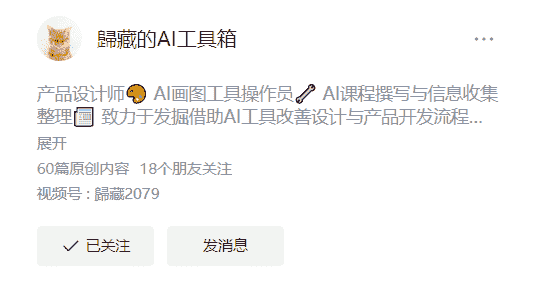 歸藏的AI工具箱
产品设计师🎨 AI画图工具操作员🔧 AI课程撰写与信息收集
整理📰 致力于发掘借助AI工具改善设计与产品开发流程...
展开
60篇原创内容 18个朋友关注
视频号 : 歸藏2079
已关注 发消息